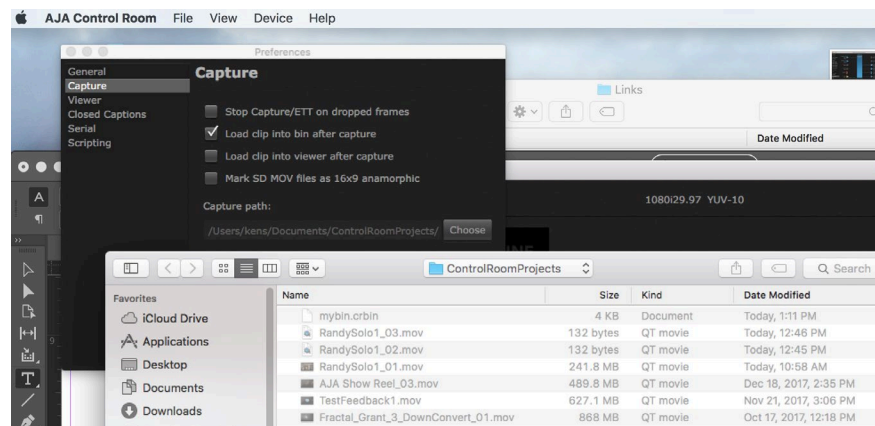 AJA Control Room File View Device Help
Preferences
General
Capture
Viewer
Closed Captions
Serial
Scripting
Capture
Stop Capture/ETT on dropped frames
Load clip into bin after capture
Load clip into viewer after capture
Mark SD MOV files as 16x9 anamorphic
Capture path:
/Users/kens/Documents/ControlRoomProjects/ Choose
Links
Date Modified
1080i29.97 YUV-10
A
ControlRoomProjects
Search
Favorites
iCloud Drive
Applications
Desktop
Documents
Downloads
Name Size Kind Date Modified
mybin.crbin 4 KB Document Today, 1:11 PM
RandySolo1_03.mov 132 bytes QT movie Today, 12:46 PM
RandySolo1_02.mov 132 bytes QT movie Today, 12:45 PM
RandySolo1_01.mov 241.8 MB QT movie Today, 10:58 AM
AJA Show Reel_03.mov 489.8 MB QT movie Dec 18, 2017, 2:35 PM
TestFeedback1.mov 627.1 MB QT movie Nov 21, 2017, 3:06 PM
Fractal_Grant_3_DownConvert_01.mov 868 MB QT movie Oct 17, 2017, 12:18 PM